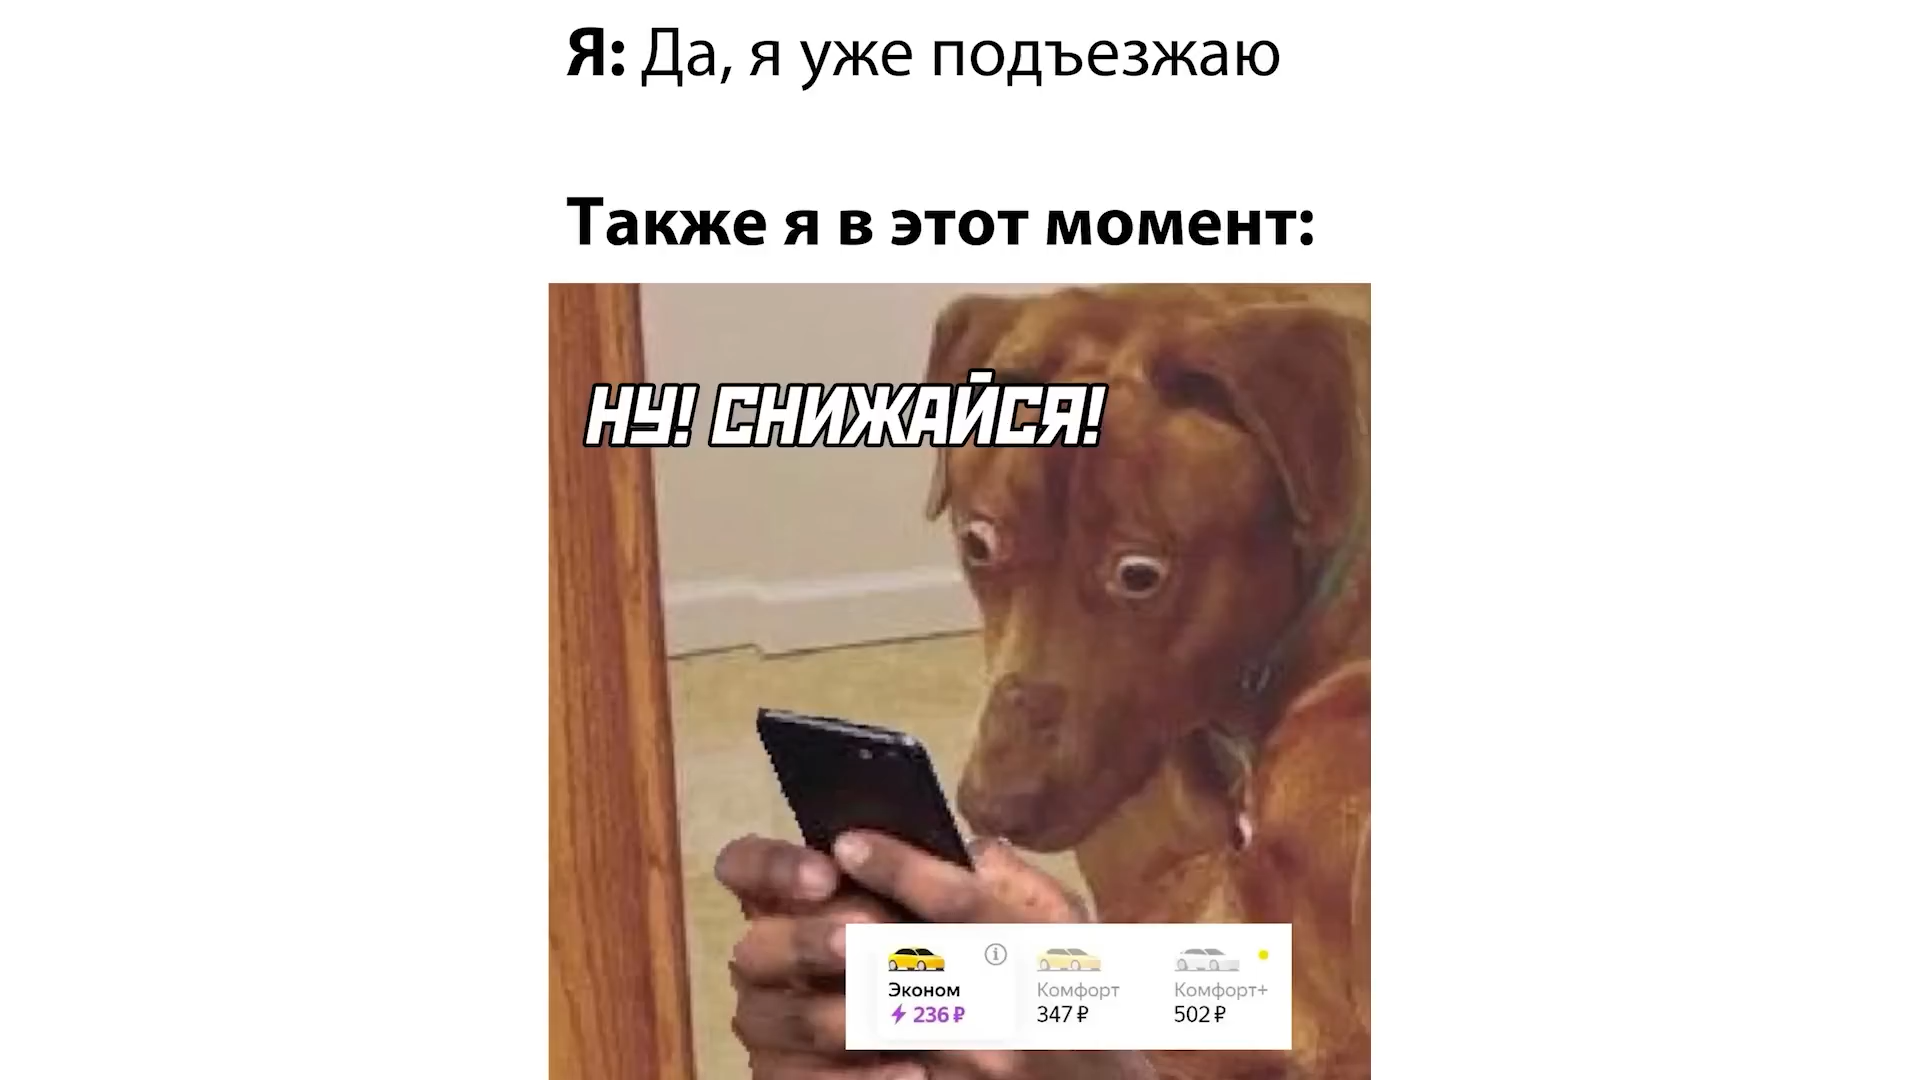 Я: Да, я уже подъезжаю
Также я в этот момент:
НУ! СНИЖАЙСЯ!
Эконом
236 ₽
Комфорт
347 ₽
Комфорт+
502 ₽